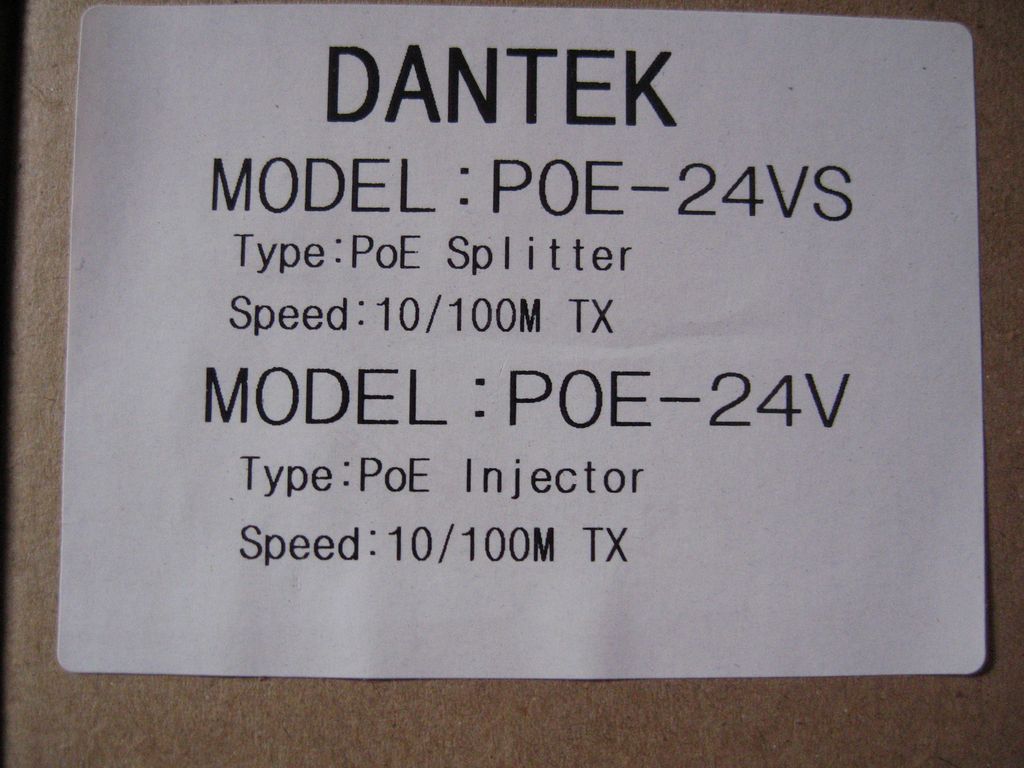 DANTEK
MODEL:POE-24VS
Type:PoE Splitter
Speed:10/100M TX
MODEL:POE-24V
Type:PoE Injector
Speed:10/100M TX